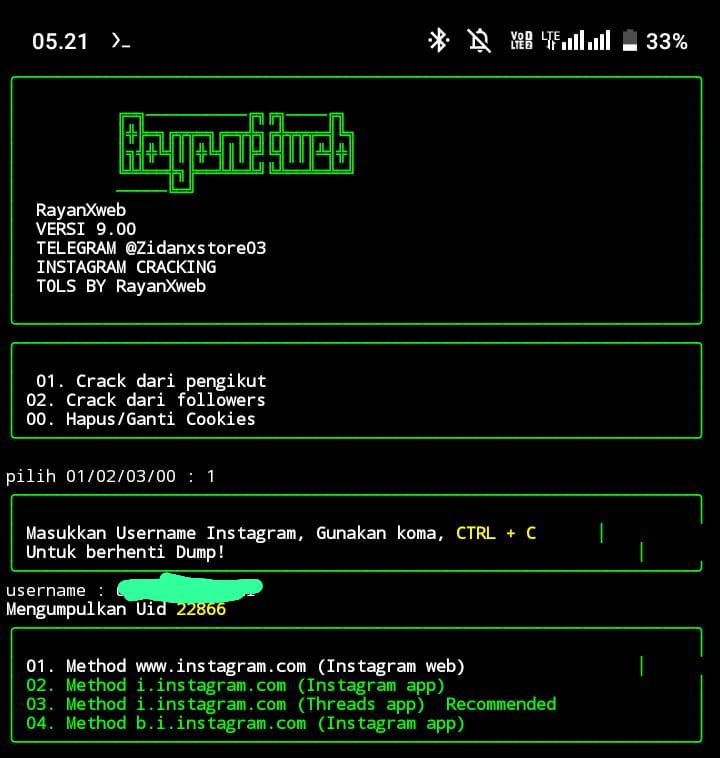 05.21 >_ VoD LTE2 LTE 33%
RayanXweb
VERSI 9.00
TELEGRAM @Zidanxstore03
INSTAGRAM CRACKING
TOLS BY RayanXweb
01. Crack dari pengikut
02. Crack dari followers
00. Hapus/Ganti Cookies
pilih 01/02/03/00 : 1
Masukkan Username Instagram, Gunakan koma, CTRL + C
Untuk berhenti Dump!
username :
Mengumpulkan Uid 22866
01. Method www.instagram.com (Instagram web)
02. Method i.instagram.com (Instagram app)
03. Method i.instagram.com (Threads app) Recommended
04. Method b.i.instagram.com (Instagram app)